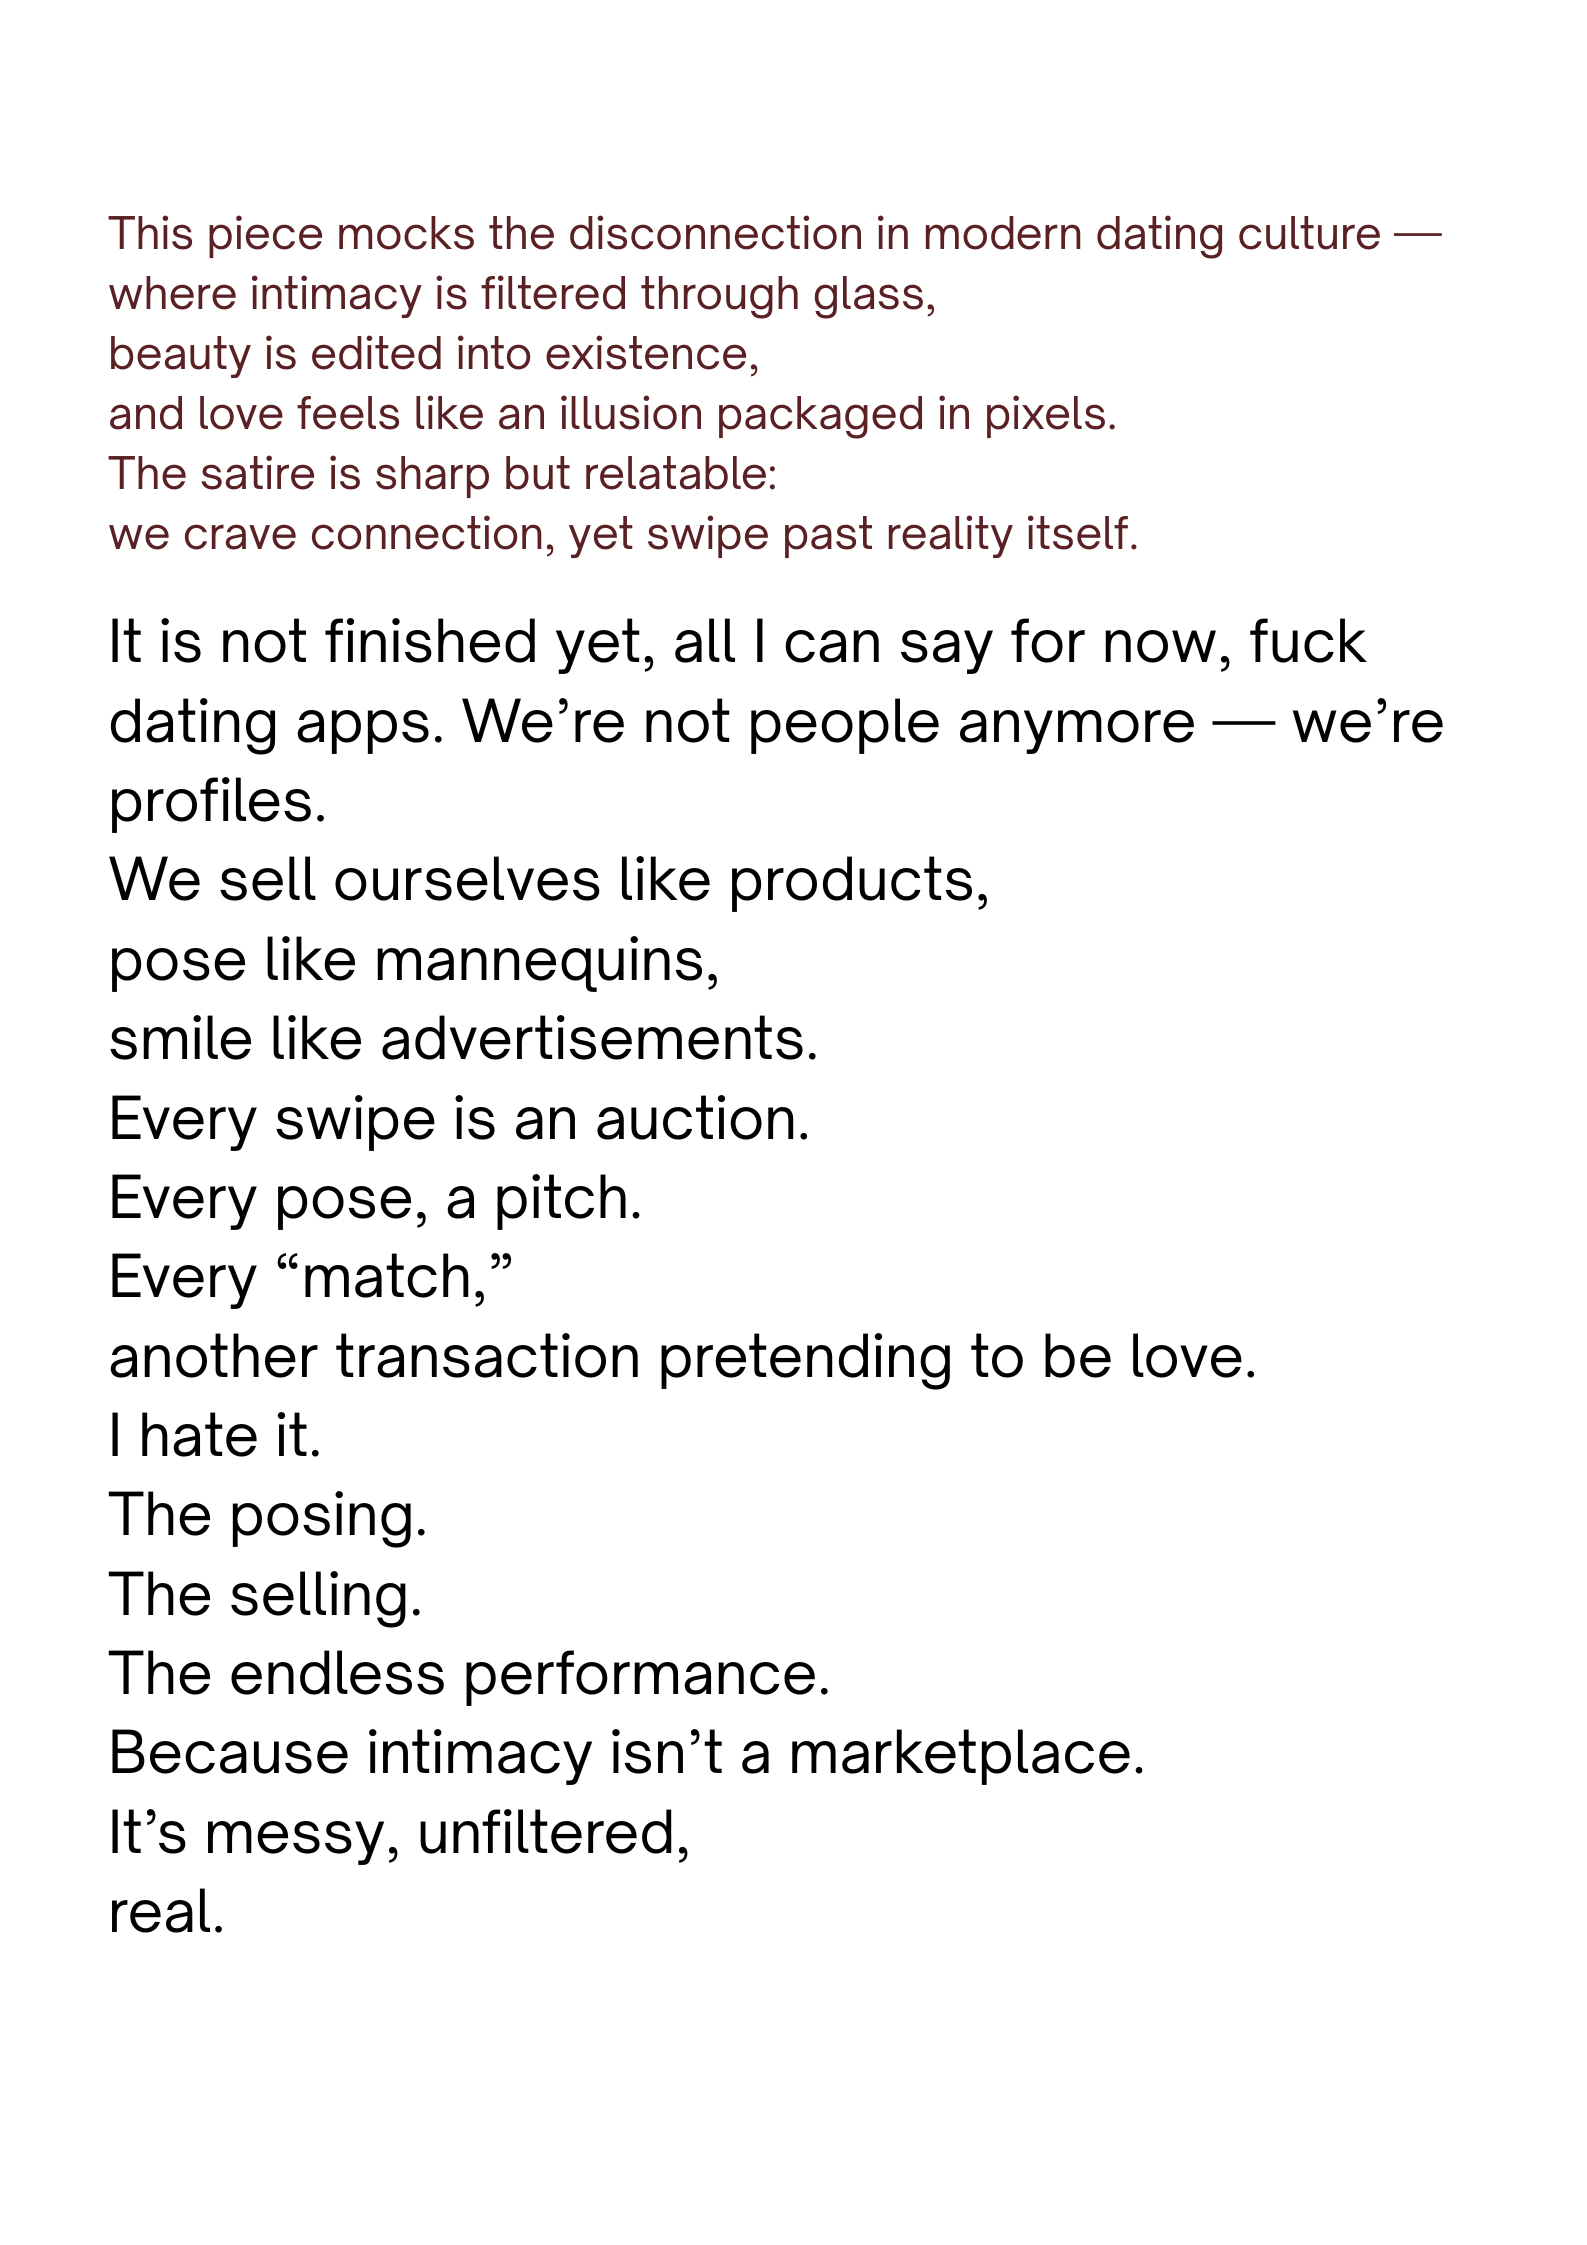 This piece mocks the disconnection in modern dating culture —
where intimacy is filtered through glass,
beauty is edited into existence,
and love feels like an illusion packaged in pixels.
The satire is sharp but relatable:
we crave connection, yet swipe past reality itself.
It is not finished yet, all I can say for now, fuck
dating apps. We’re not people anymore — we’re
profiles.
We sell ourselves like products,
pose like mannequins,
smile like advertisements.
Every swipe is an auction.
Every pose, a pitch.
Every “match,”
another transaction pretending to be love.
I hate it.
The posing.
The selling.
The endless performance.
Because intimacy isn’t a marketplace.
It’s messy, unfiltered,
real.